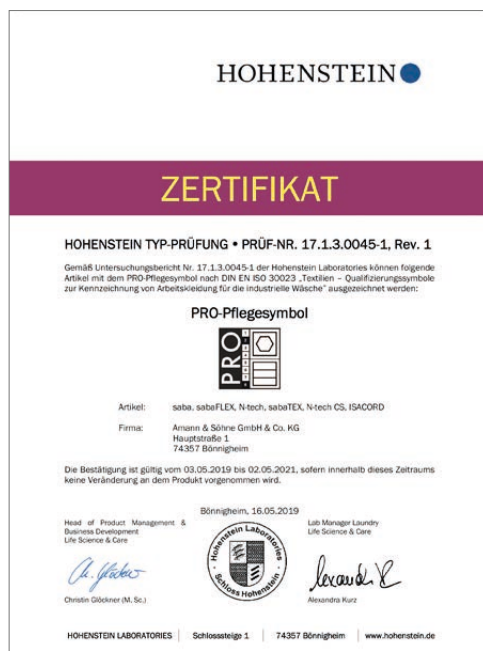 HOHENSTEIN
ZERTIFIKAT
HOHENSTEIN TYP-PRÜFUNG • PRÜF-NR. 17.1.3.0045-1, Rev. 1
Gemäß Untersuchungsbericht Nr. 17.1.3.0045-1 der Hohenstein Laboratories können folgende
Artikel mit dem PRO-Pflegesymbol nach DIN EN ISO 30023 „Textilien – Qualifizierungssymbole
zur Kennzeichnung von Arbeitskleidung für die industrielle Wäsche“ ausgezeichnet werden:
PRO-Pflegesymbol
PRO
Artikel: saba, sabaFLEX, N-tech, sabaTEX, N-tech CS, ISACORD
Firma: Amann & Söhne GmbH & Co. KG
Hauptstraße 1
74357 Bönnigheim
Die Bestätigung ist gültig vom 03.05.2019 bis 02.05.2021, sofern innerhalb dieses Zeitraums
keine Veränderung an dem Produkt vorgenommen wird.
Bönnigheim, 16.05.2019
Head of Product Management &
Business Development
Life Science & Care
Lab Manager Laundry
Life Science & Care
Hohenstein Laboratories
Schloss Hohenstein
Christin Glöckner (M. Sc.)
Alexandra Kurz
HOHENSTEIN LABORATORIES | Schlosssteige 1 | 74357 Bönnigheim | www.hohenstein.de